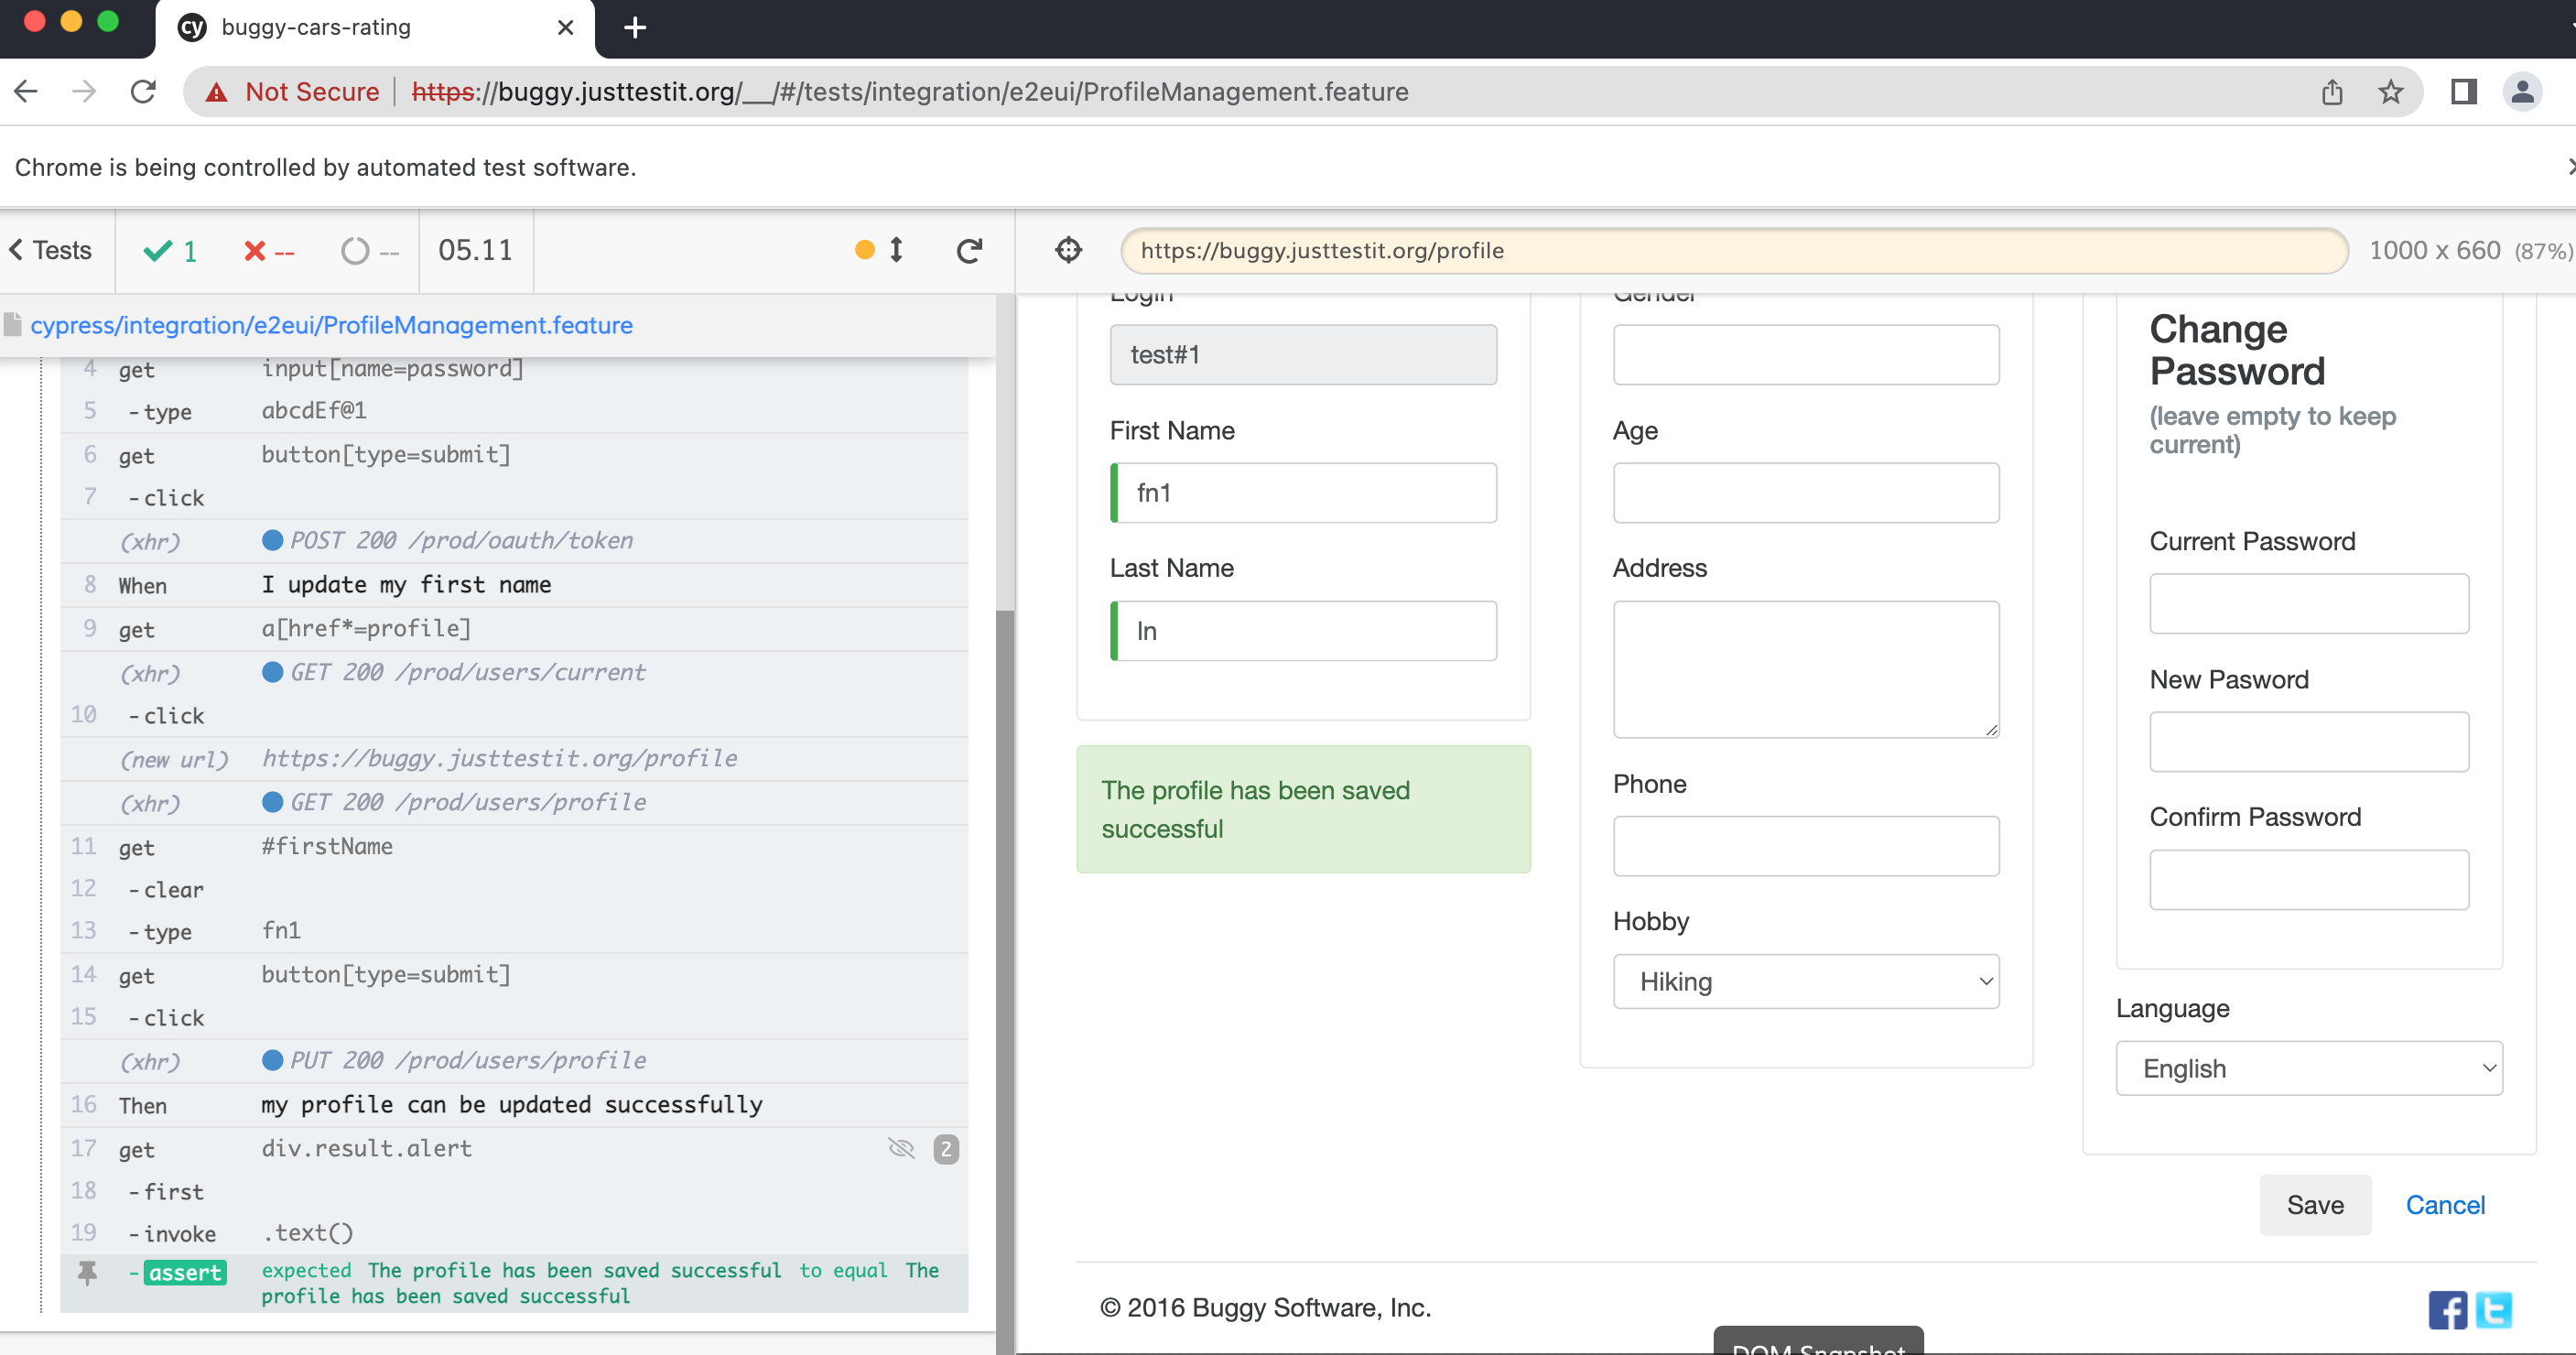 cy buggy-cars-rating
Not Secure https://buggy.justtestit.org/__/#/tests/integration/e2eui/ProfileManagement.feature
Chrome is being controlled by automated test software.
Tests 1 -- -- 05.11
https://buggy.justtestit.org/profile 1000 x 660 (87%)
cypress/integration/e2eui/ProfileManagement.feature
4 get input[name=password]
5 -type abcdEf@1
6 get button[type=submit]
7 -click
(xhr) POST 200 /prod/oauth/token
8 When I update my first name
9 get a[href*=profile]
(xhr) GET 200 /prod/users/current
10 -click
(new url) https://buggy.justtestit.org/profile
(xhr) GET 200 /prod/users/profile
11 get #firstName
12 -clear
13 -type fn1
14 get button[type=submit]
15 -click
(xhr) PUT 200 /prod/users/profile
16 Then my profile can be updated successfully
17 get div.result.alert 2
18 -first
19 -invoke .text()
-assert expected The profile has been saved successful to equal The
profile has been saved successful
Login
test#1
First Name
fn1
Last Name
ln
The profile has been saved
successful
Gender
Age
Address
Phone
Hobby
Hiking
Change
Password
(leave empty to keep
current)
Current Password
New Pasword
Confirm Password
Language
English
Save Cancel
© 2016 Buggy Software, Inc.
f t
DOM Snapshot